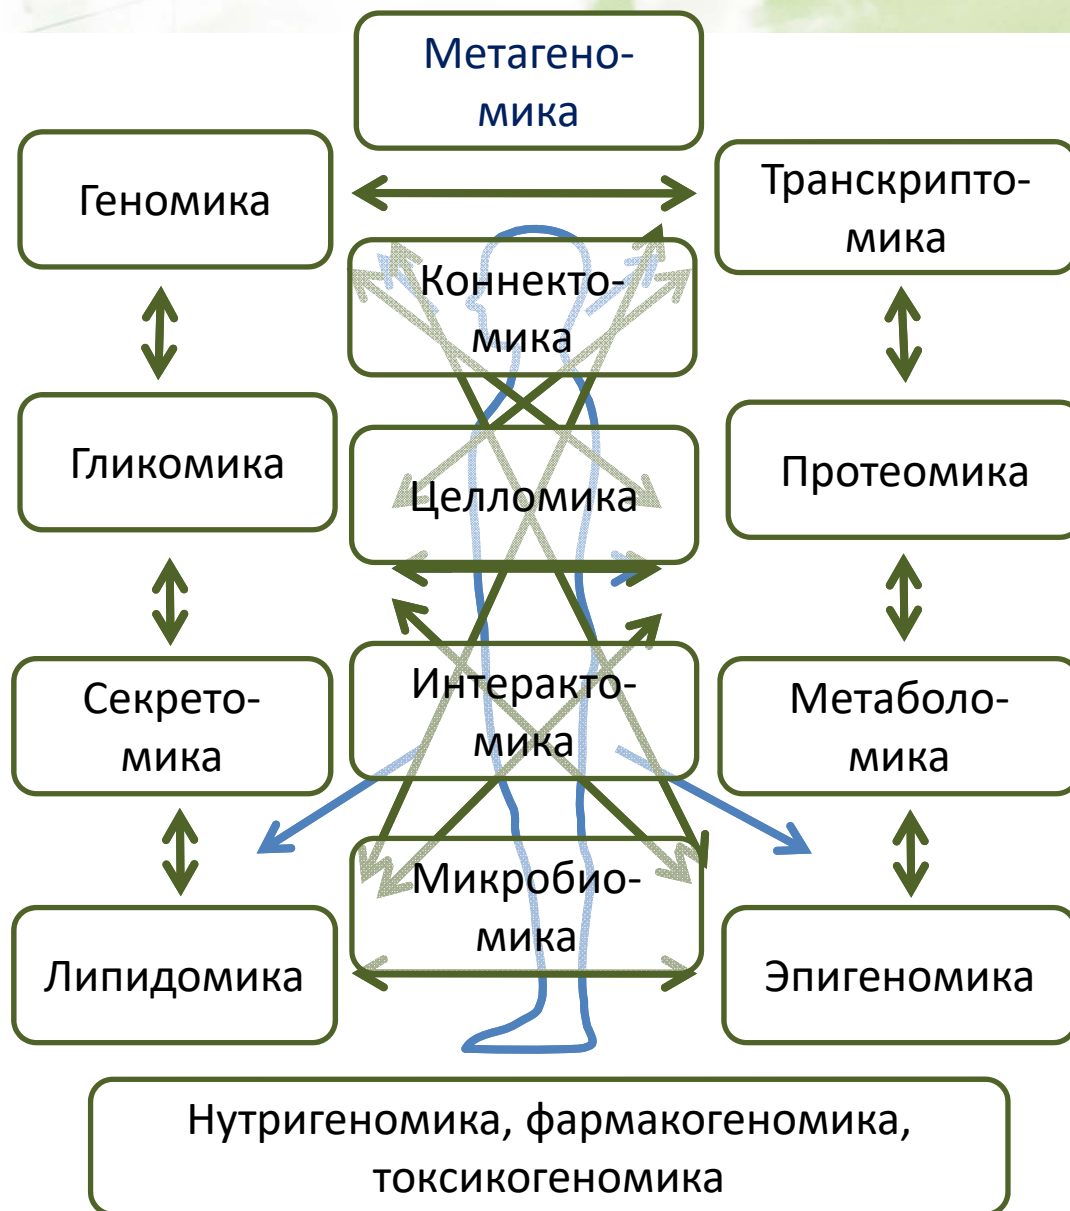 Метагено-
мика
Геномика
Транскрипто-
мика
Коннекто-
мика
Гликомика
Целломика
Протеомика
Секрето-
мика
Интеракто-
мика
Метаболо-
мика
Микробио-
мика
Липидомика
Эпигеномика
Нутригеномика, фармакогеномика,
токсикогеномика